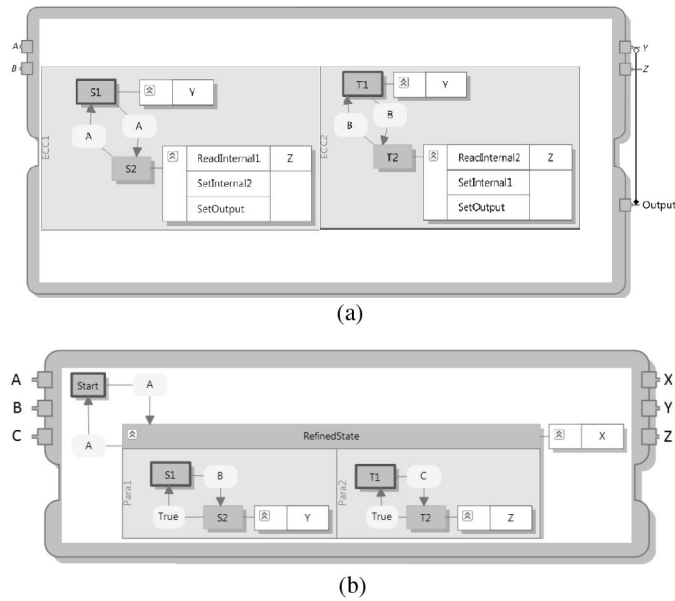 A
B
Y
Z
Output
ECC1
S1
Y
A
A
S2
ReadInternal1
Z
SetInternal2
SetOutput
ECC2
T1
Y
B
B
T2
ReadInternal2
Z
SetInternal1
SetOutput
(a)
A
B
C
X
Y
Z
Start
A
A
RefinedState
X
Para1
S1
B
True
S2
Y
Para2
T1
C
True
T2
Z
(b)